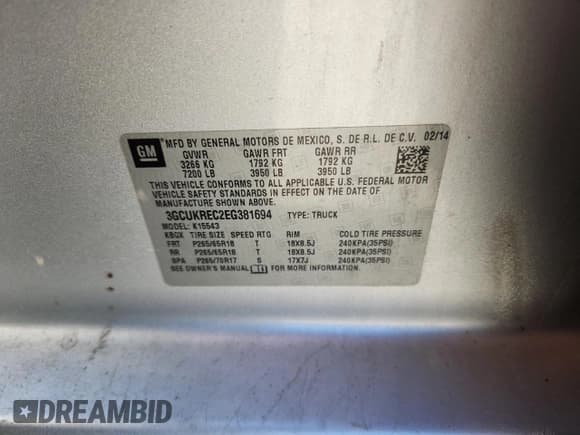 GM
MFD BY GENERAL MOTORS DE MEXICO, S. DE R.L. DE C.V. 02/14
GVWR GAWR FRT GAWR RR
3266 KG 1792 KG 1792 KG
7200 LB 3950 LB 3950 LB
THIS VEHICLE CONFORMS TO ALL APPLICABLE U.S. FEDERAL MOTOR
VEHICLE SAFETY STANDARDS IN EFFECT ON THE DATE OF
MANUFACTURE SHOWN ABOVE.
3GCUKREC2EG381694 TYPE: TRUCK
MODEL: K15543
KBGX TIRE SIZE SPEED RTG RIM COLD TIRE PRESSURE
FRT P265/65R18 T 18X8.5J 240KPA(35PSI)
RR P265/65R18 T 18X8.5J 240KPA(35PSI)
SPA P265/70R17 S 17X7J 240KPA(35PSI)
SEE OWNER'S MANUAL FOR MORE INFORMATION.
DREAMBID